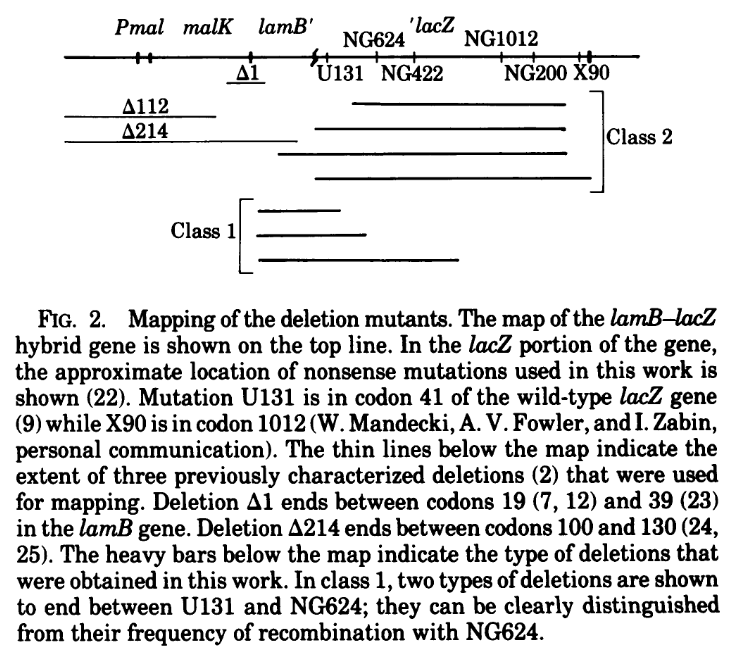 Pmal malK lamB' 'lacZ
NG624 NG1012
Δ1 U131 NG422 NG200 X90
Δ112
Δ214
Class 2
Class 1
FIG. 2. Mapping of the deletion mutants. The map of the lamB–lacZ
hybrid gene is shown on the top line. In the lacZ portion of the gene,
the approximate location of nonsense mutations used in this work is
shown (22). Mutation U131 is in codon 41 of the wild-type lacZ gene
(9) while X90 is in codon 1012 (W. Mandecki, A. V. Fowler, and I. Zabin,
personal communication). The thin lines below the map indicate the
extent of three previously characterized deletions (2) that were used
for mapping. Deletion Δ1 ends between codons 19 (7, 12) and 39 (23)
in the lamB gene. Deletion Δ214 ends between codons 100 and 130 (24,
25). The heavy bars below the map indicate the type of deletions that
were obtained in this work. In class 1, two types of deletions are shown
to end between U131 and NG624; they can be clearly distinguished
from their frequency of recombination with NG624.